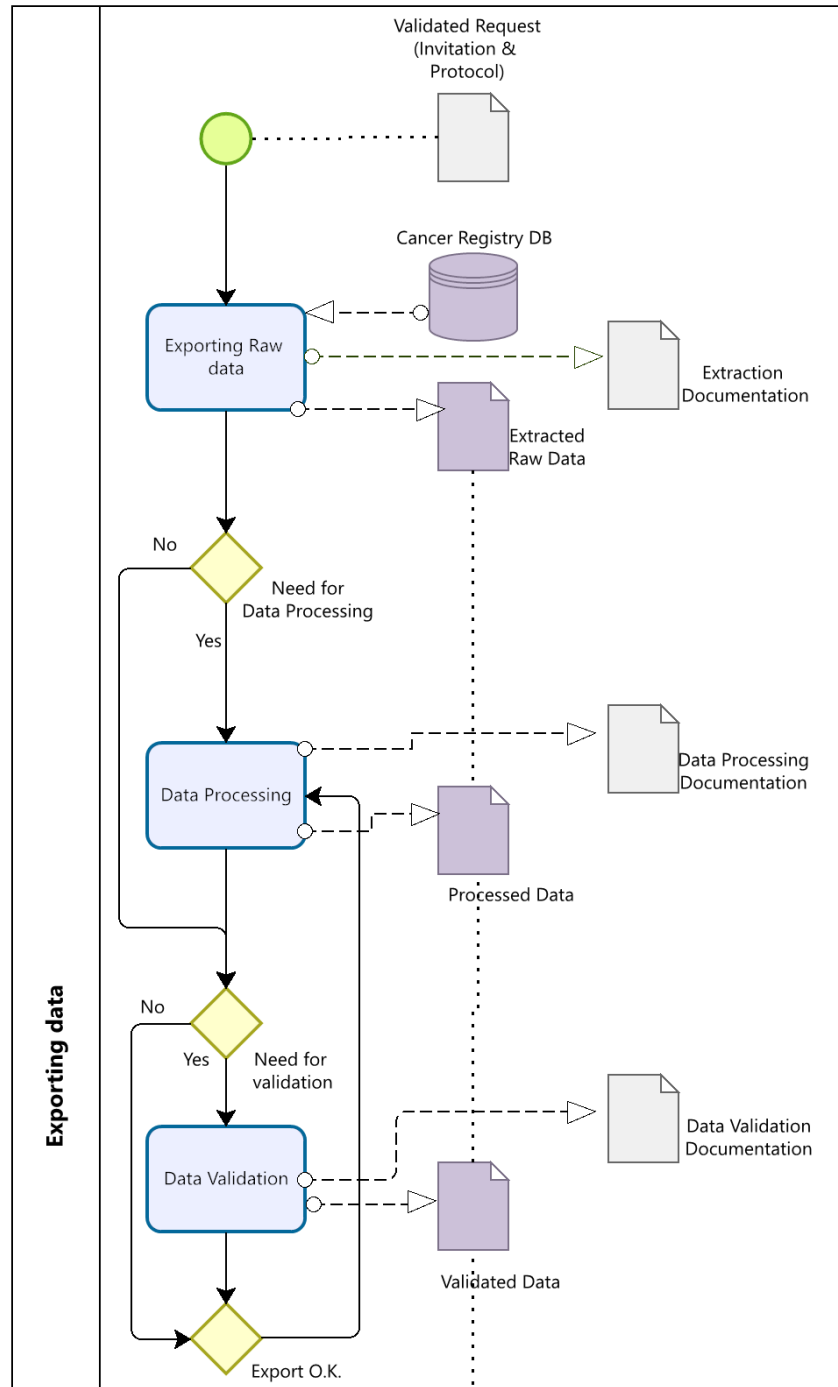 Validated Request
(Invitation &
Protocol)
Cancer Registry DB
Exporting Raw
data
Extraction
Documentation
Extracted
Raw Data
No
Need for
Data Processing
Yes
Data Processing
Data Processing
Documentation
Processed Data
No
Yes
Need for
validation
Exporting data
Data Validation
Data Validation
Documentation
Validated Data
Export O.K.